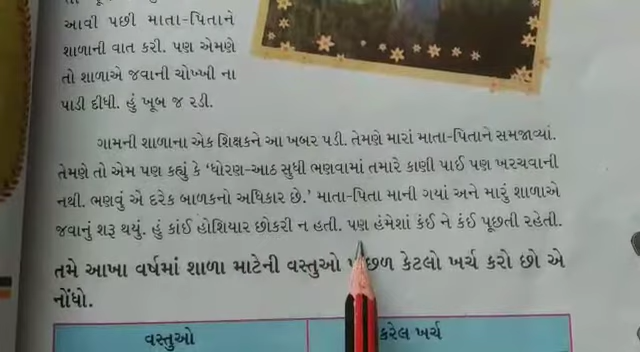 આવી પછી માતા-પિતાને
શાળાની વાત કરી. પણ એમણે
તો શાળાએ જવાની ચોખ્ખી ના
પાડી દીધી. હું ખૂબ જ રડી.
ગામની શાળાના એક શિક્ષકને આ ખબર પડી. તેમણે મારાં માતા-પિતાને સમજાવ્યાં.
તેમણે તો એમ પણ કહ્યું કે ‘ધોરણ-આઠ સુધી ભણવામાં તમારે કાણી પાઈ પણ ખરચવાની
નથી. ભણવું એ દરેક બાળકનો અધિકાર છે.’ માતા-પિતા માની ગયાં અને મારું શાળાએ
જવાનું શરૂ થયું. હું કાંઈ હોશિયાર છોકરી ન હતી. પણ હંમેશાં કંઈ ને કંઈ પૂછતી રહેતી.
તમે આખા વર્ષમાં શાળા માટેની વસ્તુઓ કેટલો ખર્ચ કરો છો એ
નોંધો.
વસ્તુઓ કરેલ ખર્ચ